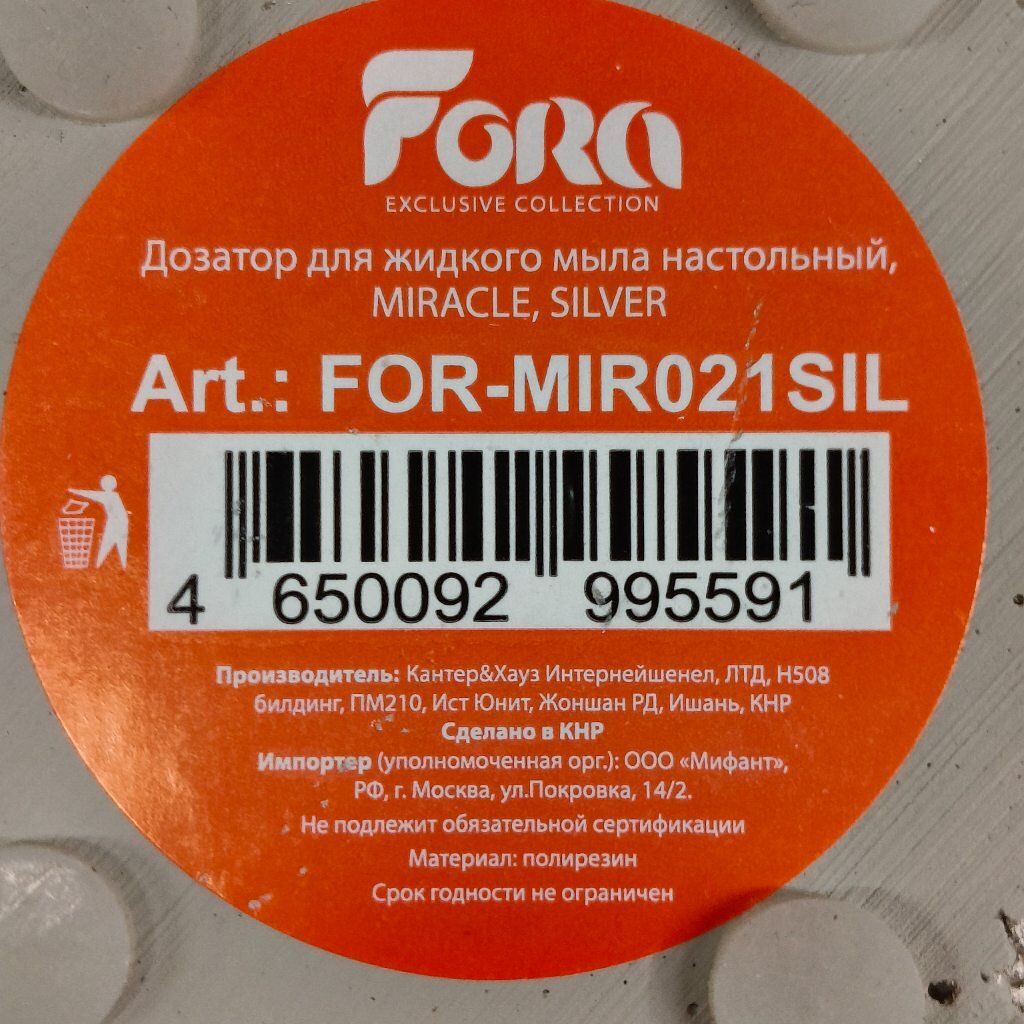 FORA
EXCLUSIVE COLLECTION
Дозатор для жидкого мыла настольный,
MIRACLE, SILVER
Art.: FOR-MIR021SIL
4 650092 995591
Производитель: Кантер&Хауз Интернейшенел, ЛТД, H508
билдинг, ПМ210, Ист Юнит, Жоншан РД, Ишань, КНР
Сделано в КНР
Импортер (уполномоченная орг.): ООО «Мифант»,
РФ, г. Москва, ул.Покровка, 14/2.
Не подлежит обязательной сертификации
Материал: полирезин
Срок годности не ограничен